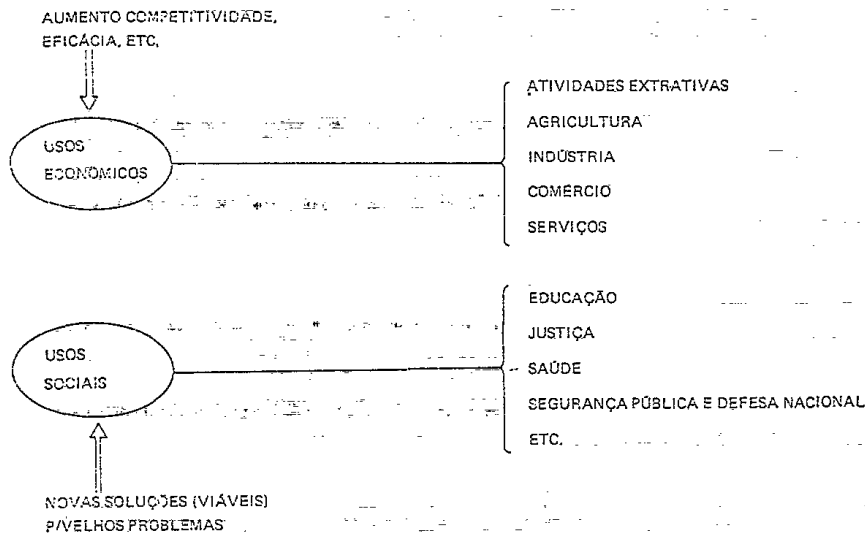 AUMENTO COMPETITIVIDADE,
EFICÁCIA, ETC.
USOS
ECONÔMICOS
ATIVIDADES EXTRATIVAS
AGRICULTURA
INDÚSTRIA
COMÉRCIO
SERVIÇOS
USOS
SOCIAIS
EDUCAÇÃO
JUSTIÇA
SAÚDE
SEGURANÇA PÚBLICA E DEFESA NACIONAL
ETC.
NOVAS SOLUÇÕES (VIÁVEIS)
P/VELHOS PROBLEMAS